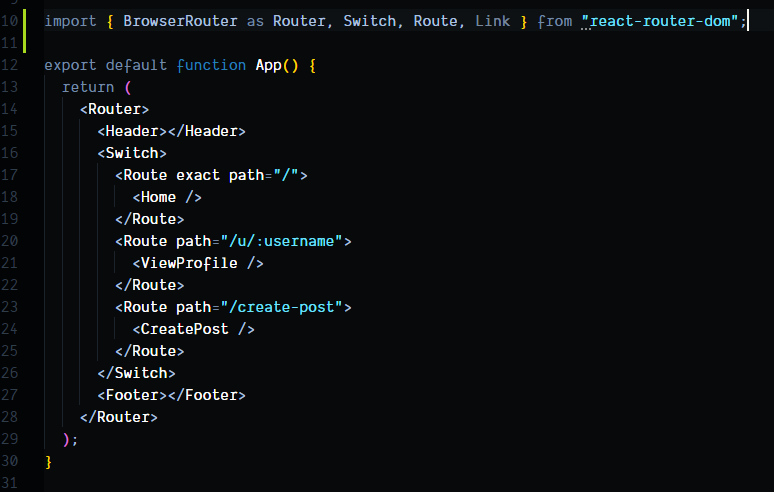 10 import { BrowserRouter as Router, Switch, Route, Link } from "react-router-dom";
11
12 export default function App() {
13 return (
14 <Router>
15 <Header></Header>
16 <Switch>
17 <Route exact path="/">
18 <Home />
19 </Route>
20 <Route path="/u/:username">
21 <ViewProfile />
22 </Route>
23 <Route path="/create-post">
24 <CreatePost />
25 </Route>
26 </Switch>
27 <Footer></Footer>
28 </Router>
29 );
30 }
31